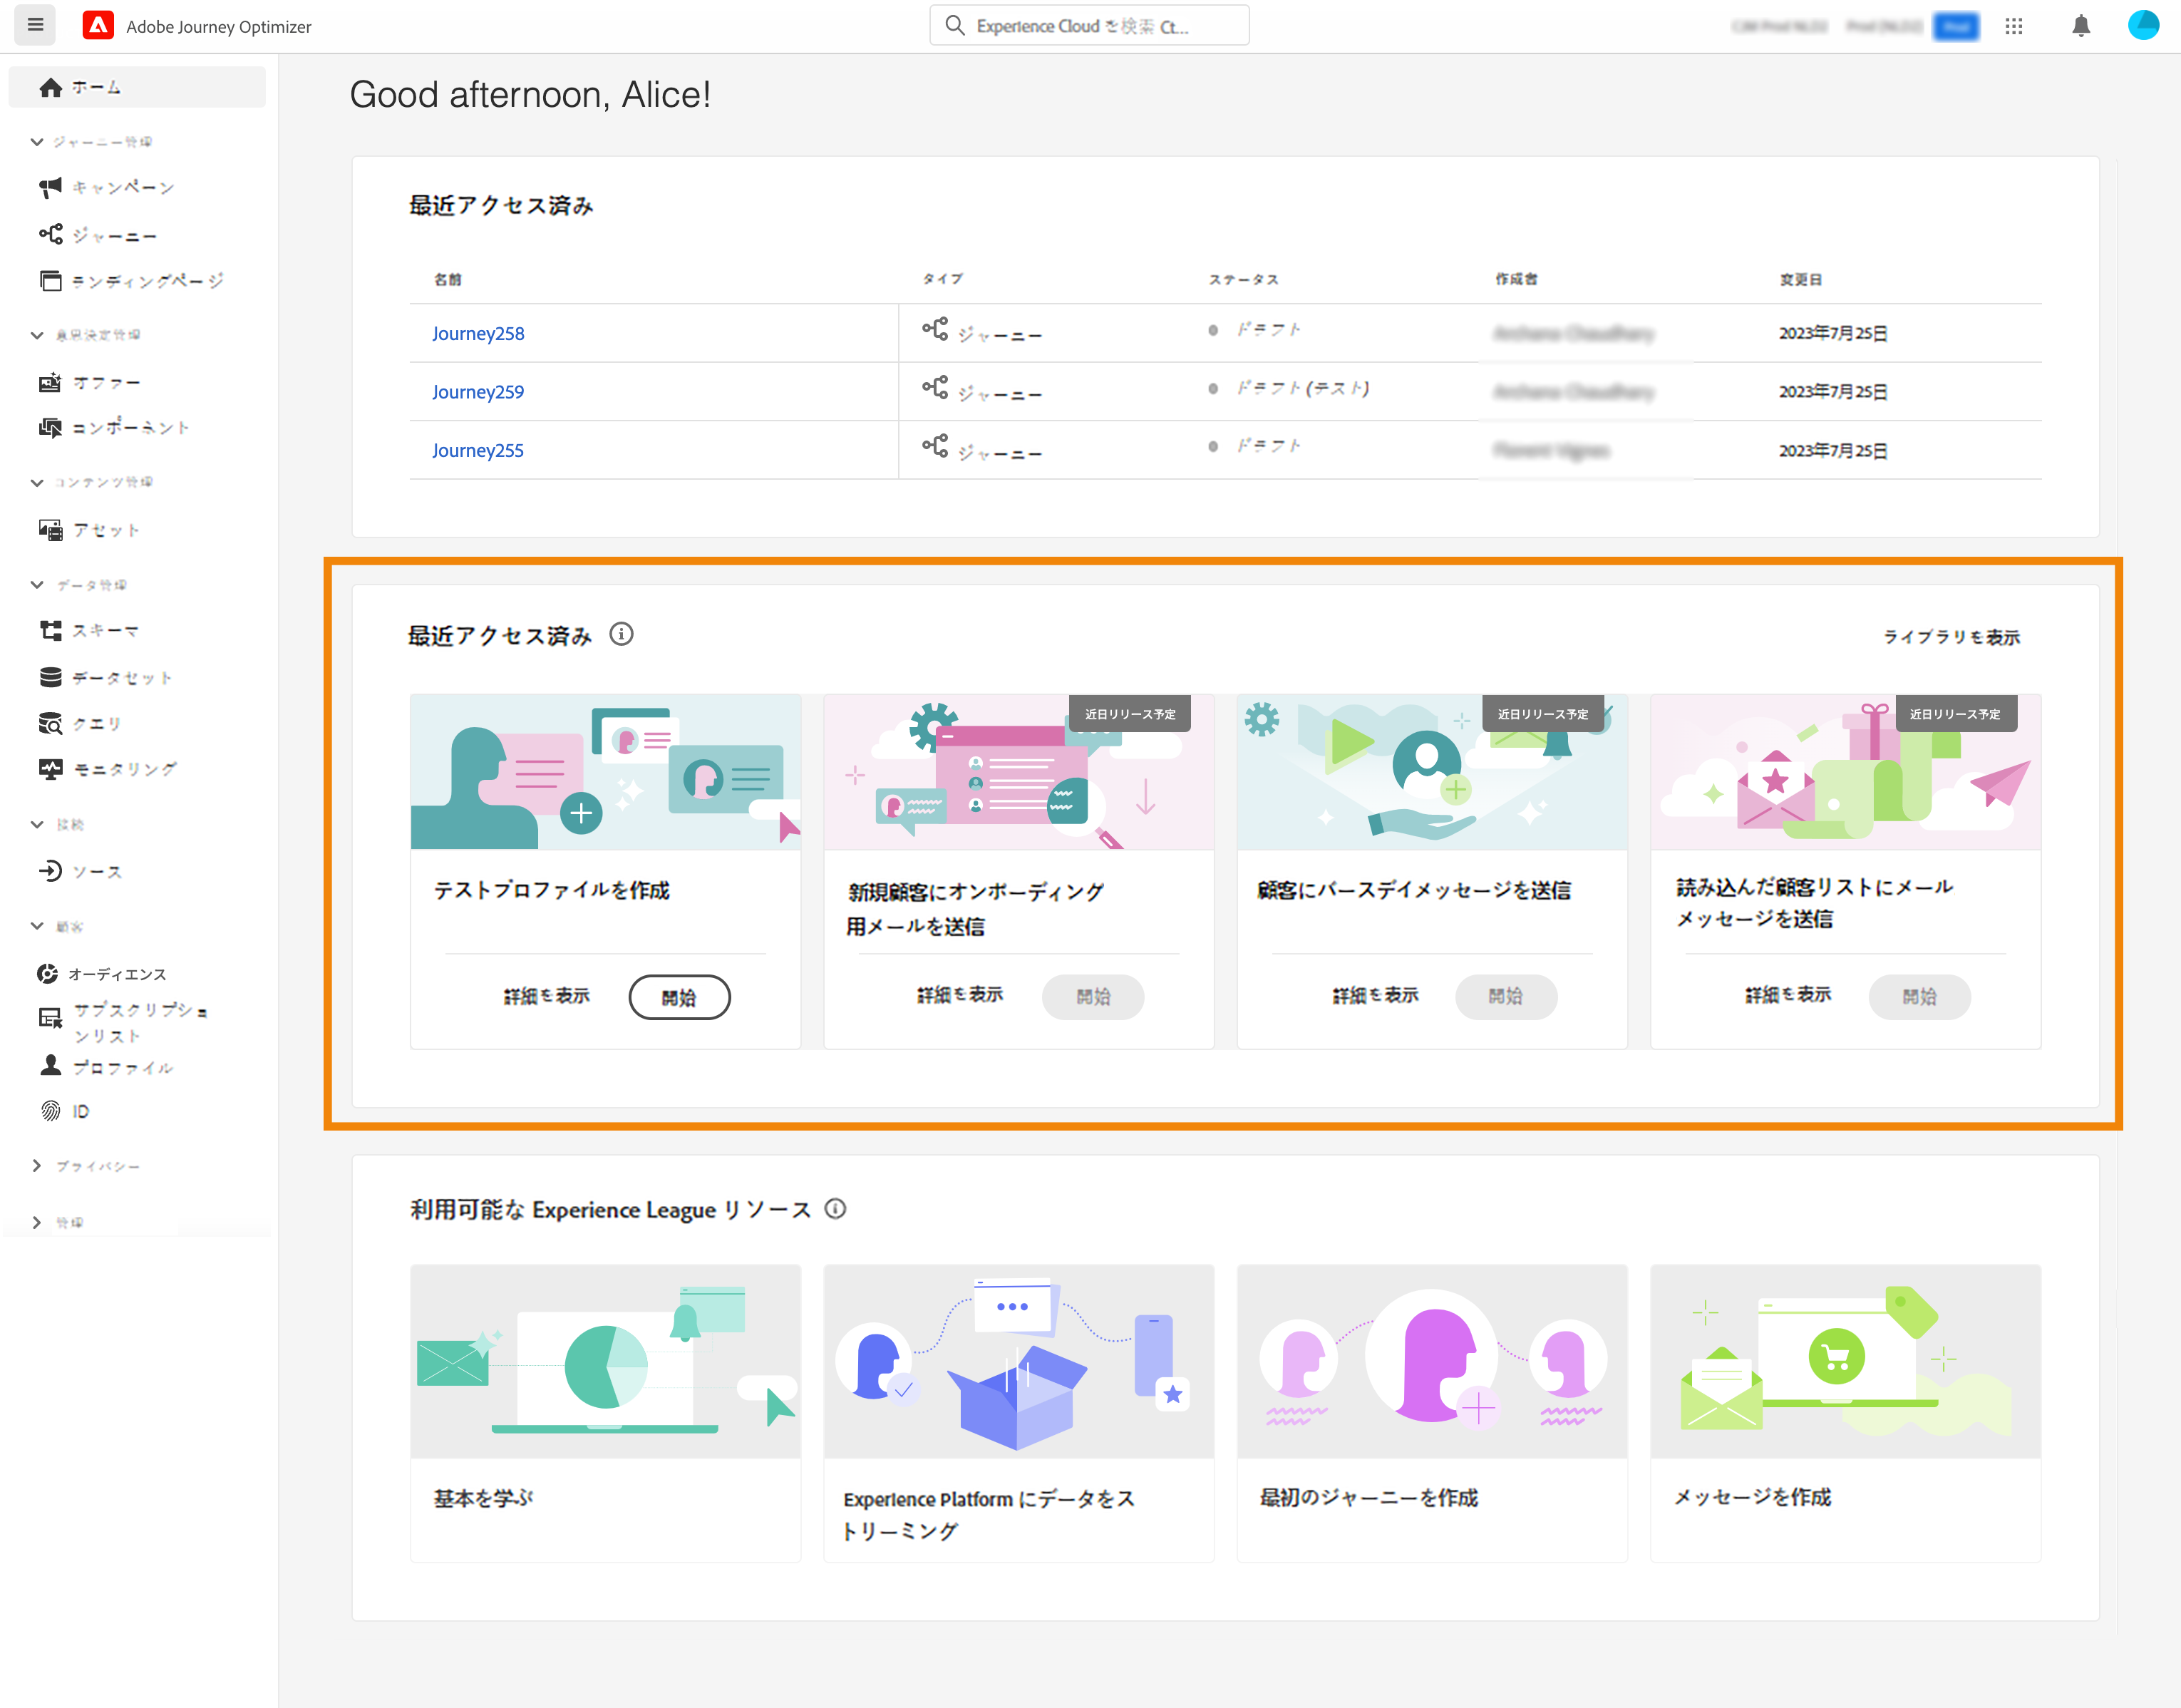 Adobe Journey Optimizer
Experience Cloud を検索 Ct...
ホーム
ジャーニー管理
キャンペーン
ジャーニー
ランディングページ
意思決定管理
オファー
コンポーネント
コンテンツ管理
アセット
データ管理
スキーマ
データセット
クエリ
モニタリング
接続
ソース
顧客
オーディエンス
サブスクリプショ
ンリスト
プロファイル
ID
プライバシー
管理
Good afternoon, Alice!
最近アクセス済み
名前 タイプ ステータス 作成者 変更日
Journey258 ジャーニー ドラフト 2023年7月25日
Journey259 ジャーニー ドラフト (テスト) 2023年7月25日
Journey255 ジャーニー ドラフト 2023年7月25日
最近アクセス済み
ライブラリを表示
テストプロファイルを作成
詳細を表示 開始
近日リリース予定
新規顧客にオンボーディング
用メールを送信
詳細を表示 開始
近日リリース予定
顧客にバースデイメッセージを送信
詳細を表示 開始
近日リリース予定
読み込んだ顧客リストにメール
メッセージを送信
詳細を表示 開始
利用可能な Experience League リソース
基本を学ぶ
Experience Platform にデータをス
トリーミング
最初のジャーニーを作成
メッセージを作成